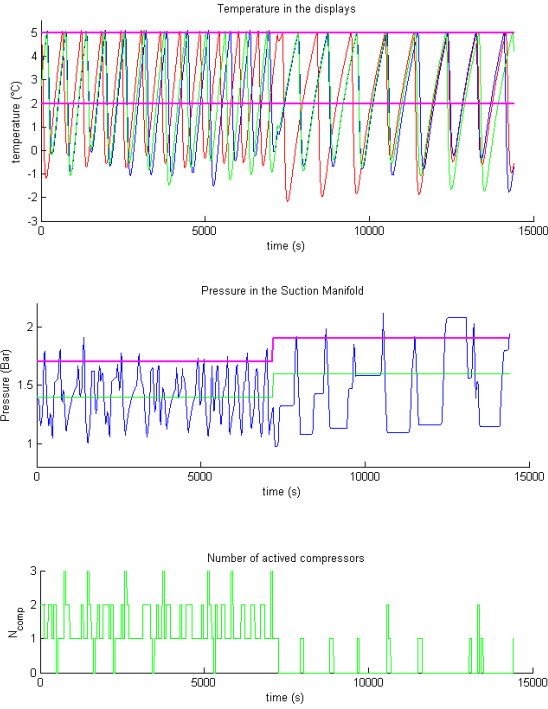 Temperature in the displays
5
4
3
2
1
0
-1
-2
-3
temperature (ºC)
0 5000 10000 15000
time (s)
Pressure in the Suction Manifold
2
1.5
1
Pressure (Bar)
0 5000 10000 15000
time (s)
Number of actived compressors
3
2
1
0
N comp
0 5000 10000 15000
time (s)